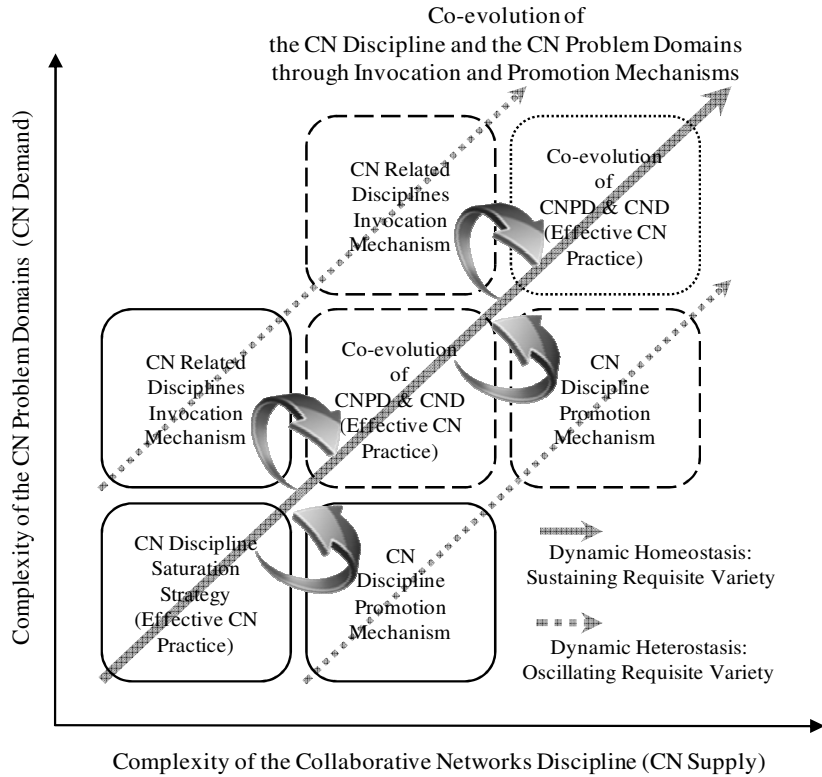 Co-evolution of
the CN Discipline and the CN Problem Domains
through Invocation and Promotion Mechanisms
Complexity of the CN Problem Domains (CN Demand)
CN Related
Disciplines
Invocation
Mechanism
Co-evolution
of
CNPD & CND
(Effective CN
Practice)
CN Related
Disciplines
Invocation
Mechanism
Co-evolution
of
CNPD & CND
(Effective CN
Practice)
CN
Discipline
Promotion
Mechanism
CN Discipline
Saturation
Strategy
(Effective CN
Practice)
CN
Discipline
Promotion
Mechanism
Dynamic Homeostasis:
Sustaining Requisite Variety
Dynamic Heterostasis:
Oscillating Requisite Variety
Complexity of the Collaborative Networks Discipline (CN Supply)